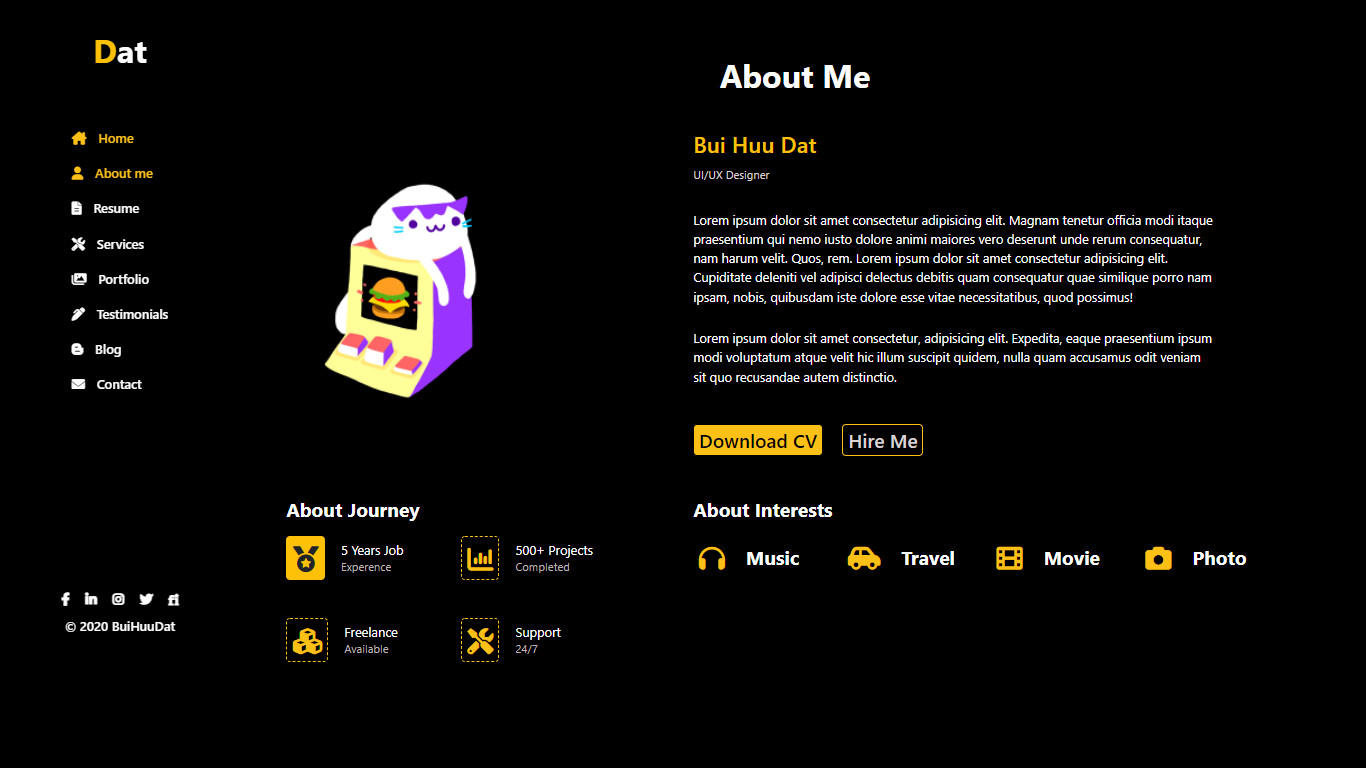 Dat
Home
About me
Resume
Services
Portfolio
Testimonials
Blog
Contact
© 2020 BuiHuuDat
About Me
Bui Huu Dat
UI/UX Designer
Lorem ipsum dolor sit amet consectetur adipisicing elit. Magnam tenetur officia modi itaque
praesentium qui nemo iusto dolore animi maiores vero deserunt unde rerum consequatur,
nam harum velit. Quos, rem. Lorem ipsum dolor sit amet consectetur adipisicing elit.
Cupiditate deleniti vel adipisci delectus debitis quam consequatur quae similique porro nam
ipsam, nobis, quibusdam iste dolore esse vitae necessitatibus, quod possimus!
Lorem ipsum dolor sit amet consectetur, adipisicing elit. Expedita, eaque praesentium ipsum
modi voluptatum atque velit hic illum suscipit quidem, nulla quam accusamus odit veniam
sit quo recusandae autem distinctio.
Download CV
Hire Me
About Journey
5 Years Job
Experence
500+ Projects
Completed
Freelance
Available
Support
24/7
About Interests
Music
Travel
Movie
Photo